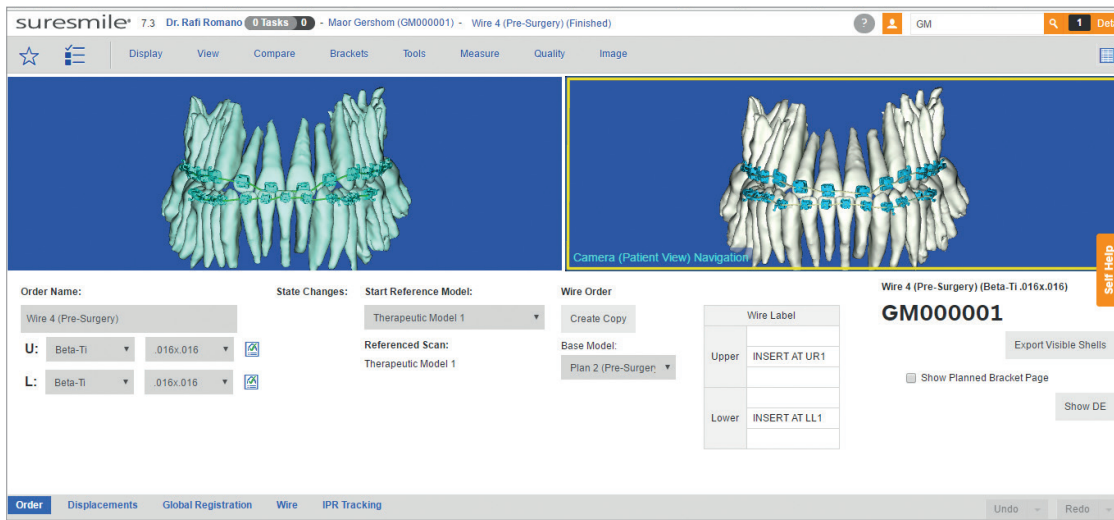 suresmile 7.3 Dr. Rafi Romano 0 Tasks 0 - Maor Gershom (GM000001) - Wire 4 (Pre-Surgery) (Finished) ? GM 1 Det
Display View Compare Brackets Tools Measure Quality Image
Camera (Patient View) Navigation
Self Help
Order Name: State Changes: Start Reference Model: Wire Order Wire 4 (Pre-Surgery) (Beta-Ti .016x.016)
Wire 4 (Pre-Surgery) Therapeutic Model 1 Create Copy Wire Label GM000001
U: Beta-Ti .016x.016 Referenced Scan: Base Model: Upper INSERT AT UR1 Export Visible Shells
Therapeutic Model 1 Plan 2 (Pre-Surger
L: Beta-Ti .016x.016 Show Planned Bracket Page
Lower INSERT AT LL1 Show DE
Order Displacements Global Registration Wire IPR Tracking Undo Redo